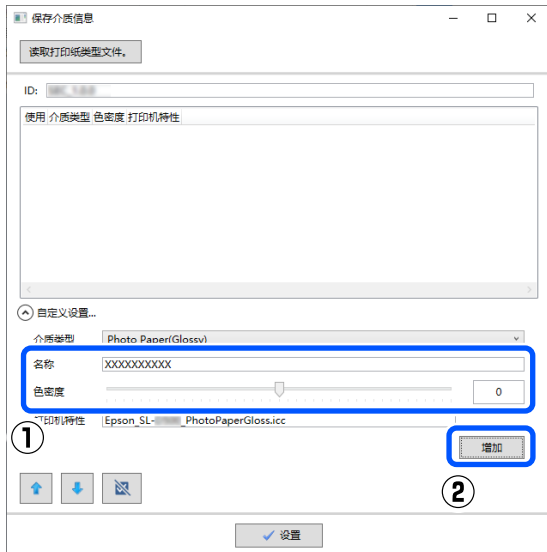 保存介质信息
读取打印纸类型文件。
ID:
使用 介质类型 色密度 打印机特性
自定义设置...
介质类型 Photo Paper(Glossy)
名称 XXXXXXXXXX
色密度 0
打印机特性 Epson_SL- _PhotoPaperGloss.icc
①
增加
②
设置